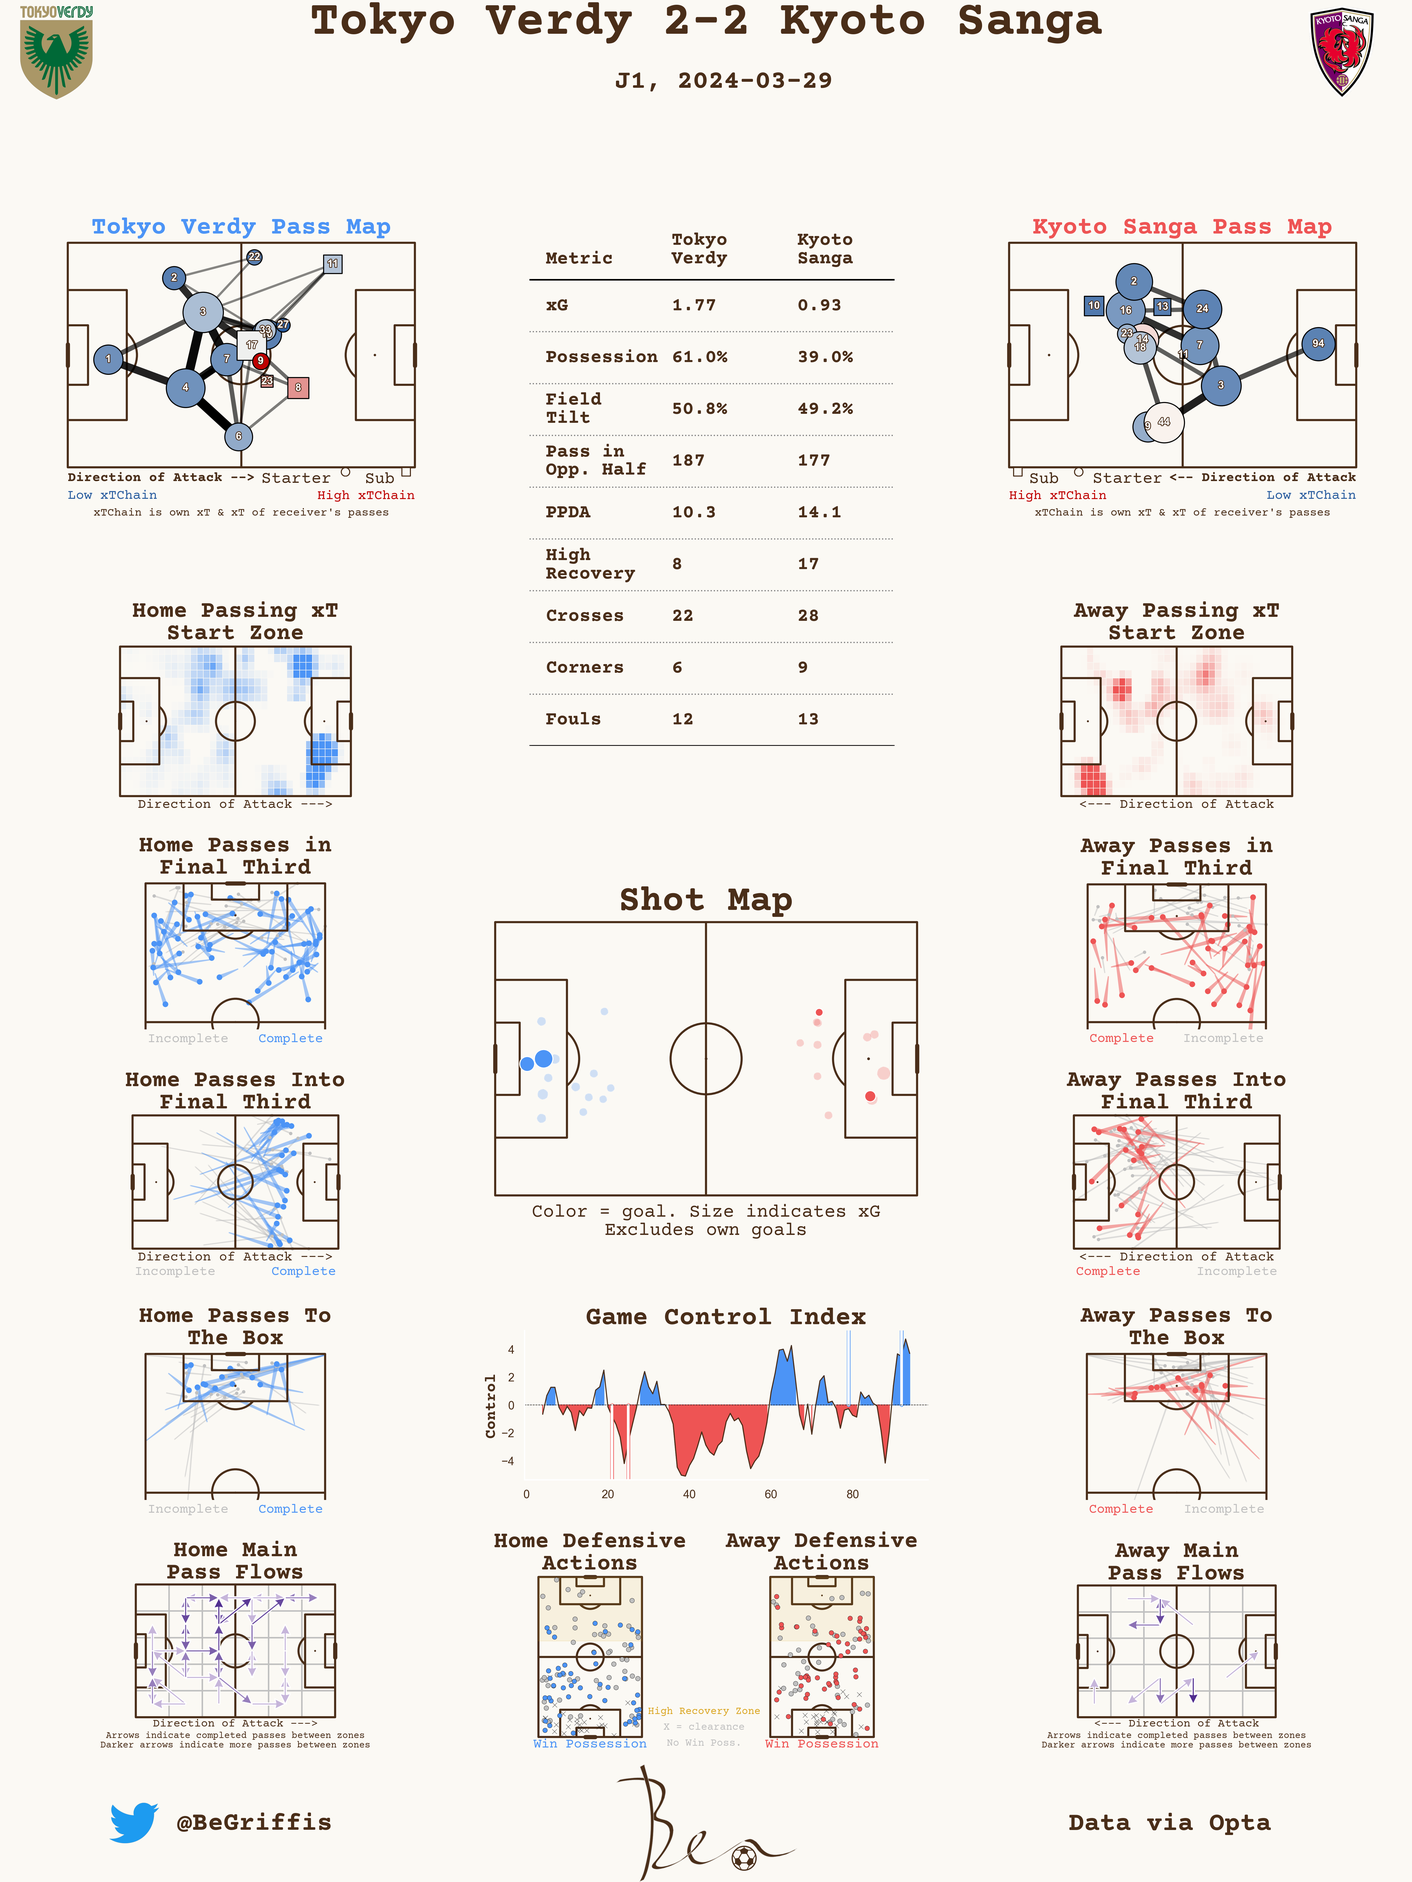 TOKYOVERDY
Tokyo Verdy 2-2 Kyoto Sanga
KYOTO SANGA
J1, 2024-03-29
Tokyo Verdy Pass Map
2
22
11
3
33
27
17
1
7
9
4
23
8
6
Direction of Attack --> Starter Sub
Low xTChain High xTChain
xTChain is own xT & xT of receiver's passes
Metric Tokyo Verdy Kyoto Sanga
xG 1.77 0.93
Possession 61.0% 39.0%
Field Tilt 50.8% 49.2%
Pass in Opp. Half 187 177
PPDA 10.3 14.1
High Recovery 8 17
Crosses 22 28
Corners 6 9
Fouls 12 13
Kyoto Sanga Pass Map
2
10
16
13
24
23
14
18
11
7
94
3
9
44
Sub Starter <-- Direction of Attack
High xTChain Low xTChain
xTChain is own xT & xT of receiver's passes
Home Passing xT
Start Zone
Direction of Attack --->
Away Passing xT
Start Zone
<--- Direction of Attack
Home Passes in
Final Third
Incomplete Complete
Away Passes in
Final Third
Complete Incomplete
Shot Map
Color = goal. Size indicates xG
Excludes own goals
Home Passes Into
Final Third
Direction of Attack --->
Incomplete Complete
Away Passes Into
Final Third
<--- Direction of Attack
Complete Incomplete
Home Passes To
The Box
Incomplete Complete
Game Control Index
Control
4
2
0
−2
−4
0 20 40 60 80
Away Passes To
The Box
Complete Incomplete
Home Main
Pass Flows
Direction of Attack --->
Arrows indicate completed passes between zones
Darker arrows indicate more passes between zones
Home Defensive
Actions
Win Possession
Away Defensive
Actions
Win Possession
High Recovery Zone
X = clearance
No Win Poss.
Away Main
Pass Flows
<--- Direction of Attack
Arrows indicate completed passes between zones
Darker arrows indicate more passes between zones
@BeGriffis
Ben
Data via Opta